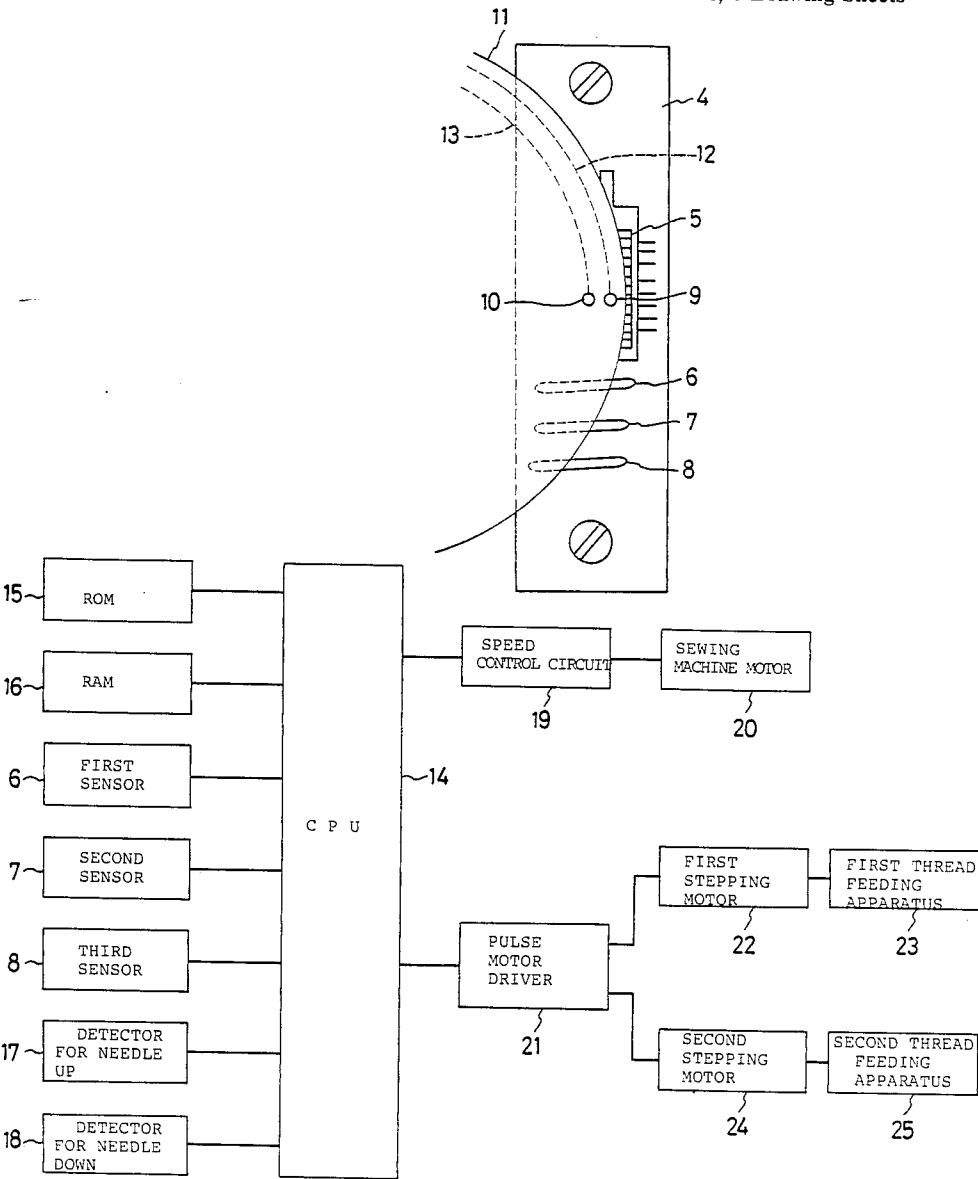 11
4
13
12
5
10
9
6
7
8
15
ROM
16
RAM
6
FIRST
SENSOR
7
SECOND
SENSOR
8
THIRD
SENSOR
17
DETECTOR
FOR NEEDLE
UP
18
DETECTOR
FOR NEEDLE
DOWN
CPU
14
SPEED
CONTROL CIRCUIT
19
SEWING
MACHINE MOTOR
20
PULSE
MOTOR
DRIVER
21
FIRST
STEPPING
MOTOR
22
FIRST THREAD
FEEDING
APPARATUS
23
SECOND
STEPPING
MOTOR
24
SECOND THREAD
FEEDING
APPARATUS
25